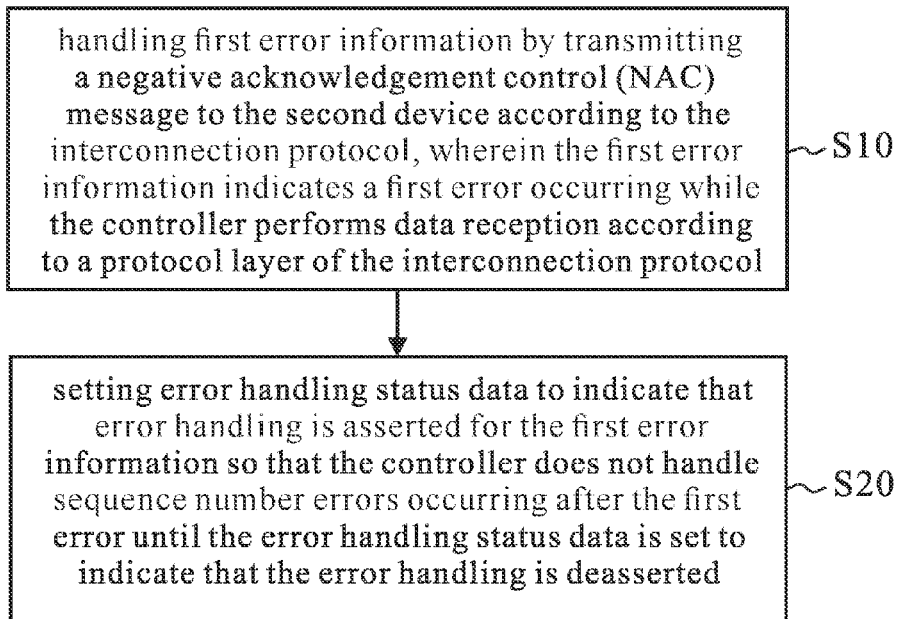 handling first error information by transmitting
a negative acknowledgement control (NAC)
message to the second device according to the
interconnection protocol, wherein the first error
information indicates a first error occurring while
the controller performs data reception according
to a protocol layer of the interconnection protocol
S10
setting error handling status data to indicate that
error handling is asserted for the first error
information so that the controller does not handle
sequence number errors occurring after the first
error until the error handling status data is set to
indicate that the error handling is deasserted
S20